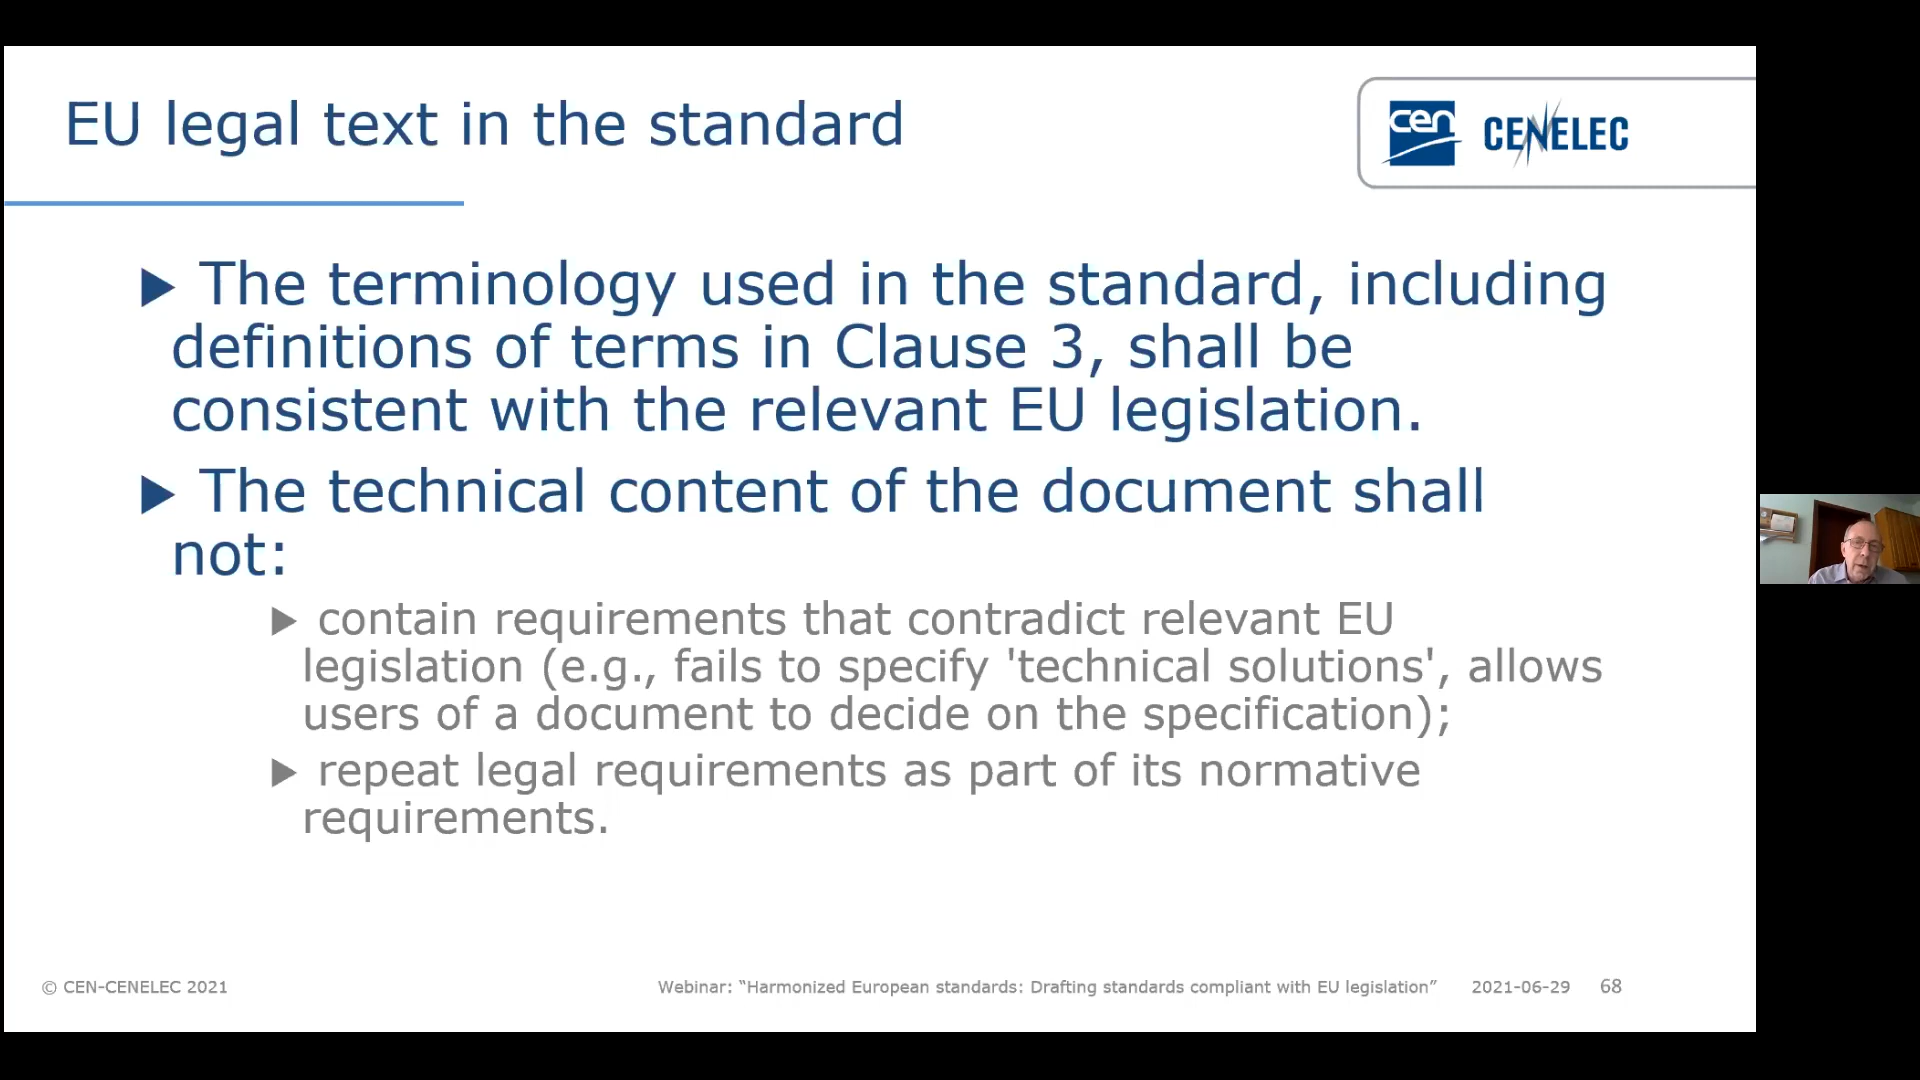 EU legal text in the standard
cen
CENELEC
▶ The terminology used in the standard, including
definitions of terms in Clause 3, shall be
consistent with the relevant EU legislation.
▶ The technical content of the document shall
not:
▶ contain requirements that contradict relevant EU
legislation (e.g., fails to specify 'technical solutions', allows
users of a document to decide on the specification);
▶ repeat legal requirements as part of its normative
requirements.
© CEN-CENELEC 2021
Webinar: “Harmonized European standards: Drafting standards compliant with EU legislation” 2021-06-29 68